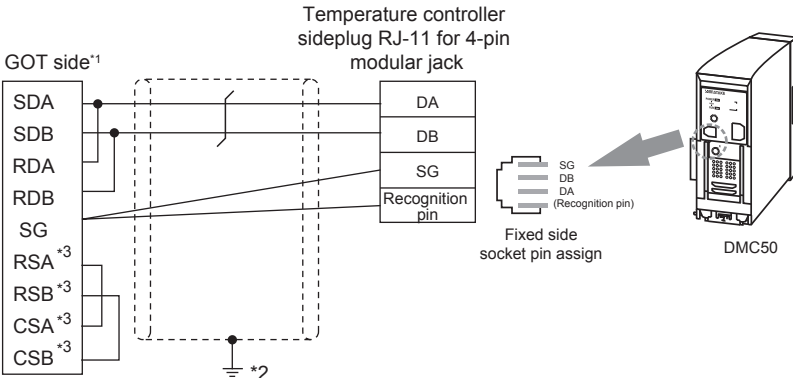 Temperature controller
sideplug RJ-11 for 4-pin
modular jack
GOT side*1
SDA
SDB
RDA
RDB
SG
RSA*3
RSB*3
CSA*3
CSB*3
*2
DA
DB
SG
Recognition
pin
SG
DB
DA
(Recognition pin)
Fixed side
socket pin assign
DMC50